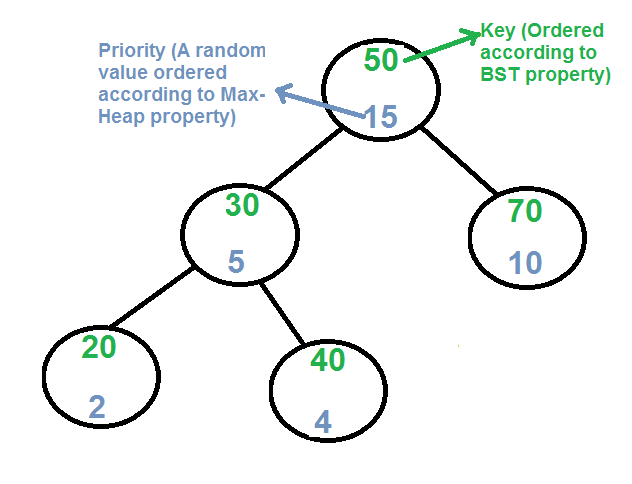 Key (Ordered
according to
BST property)
Priority (A random
value ordered
according to Max-
Heap property)
50
15
30
5
70
10
20
2
40
4